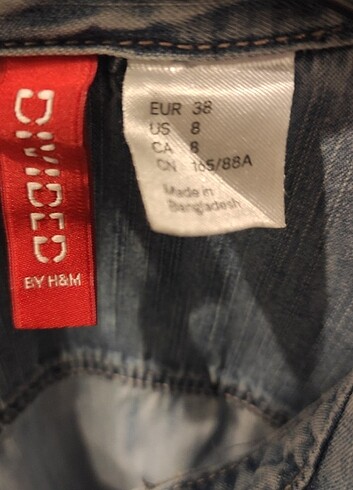 DIVIDED
BY H&M
EUR 38
US 8
CA 8
CN 165/88A
Made in
Bangladesh